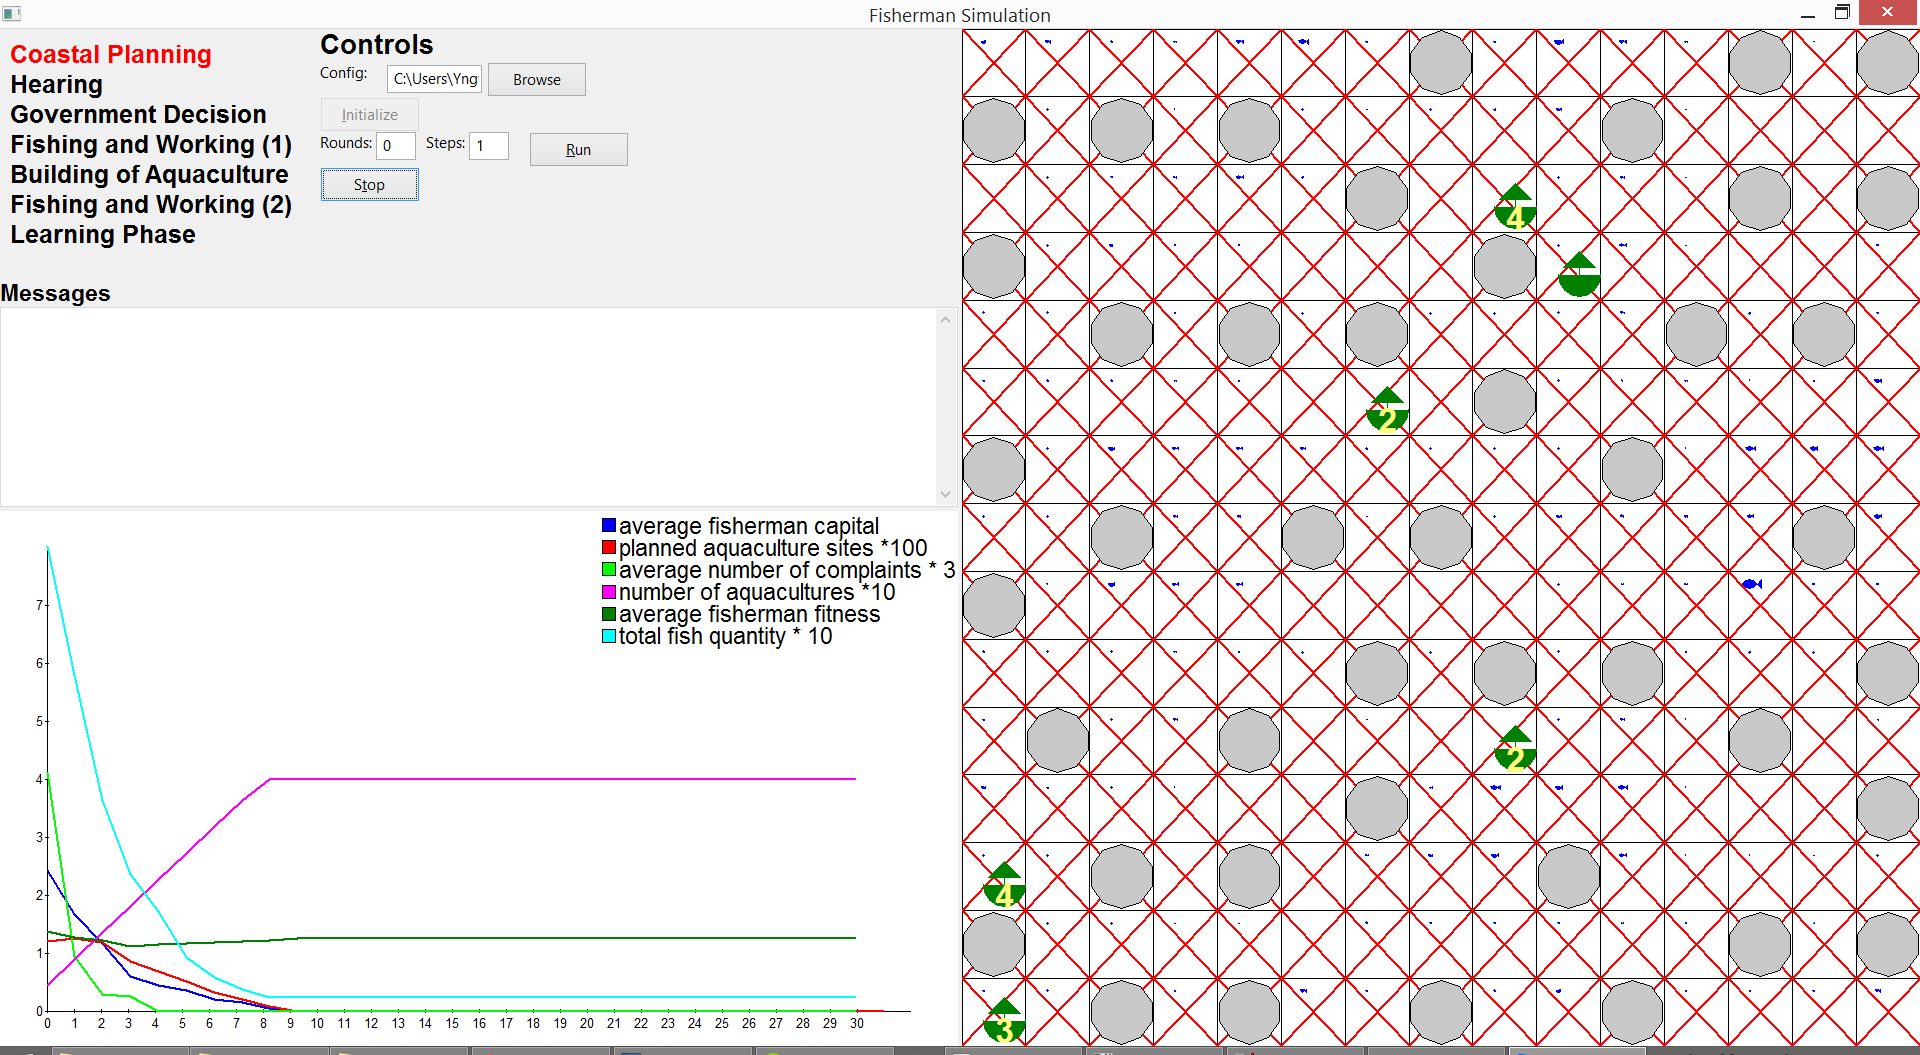 Fisherman Simulation
Coastal Planning
Hearing
Government Decision
Fishing and Working (1)
Building of Aquaculture
Fishing and Working (2)
Learning Phase
Controls
Config: C:\Users\Yng Browse
Initialize
Rounds: 0 Steps: 1 Run
Stop
Messages
average fisherman capital
planned aquaculture sites *100
average number of complaints * 3
number of aquacultures *10
average fisherman fitness
total fish quantity * 10
7
6
5
4
3
2
1
0
0 1 2 3 4 5 6 7 8 9 10 11 12 13 14 15 16 17 18 19 20 21 22 23 24 25 26 27 28 29 30
4
2
2
4
3